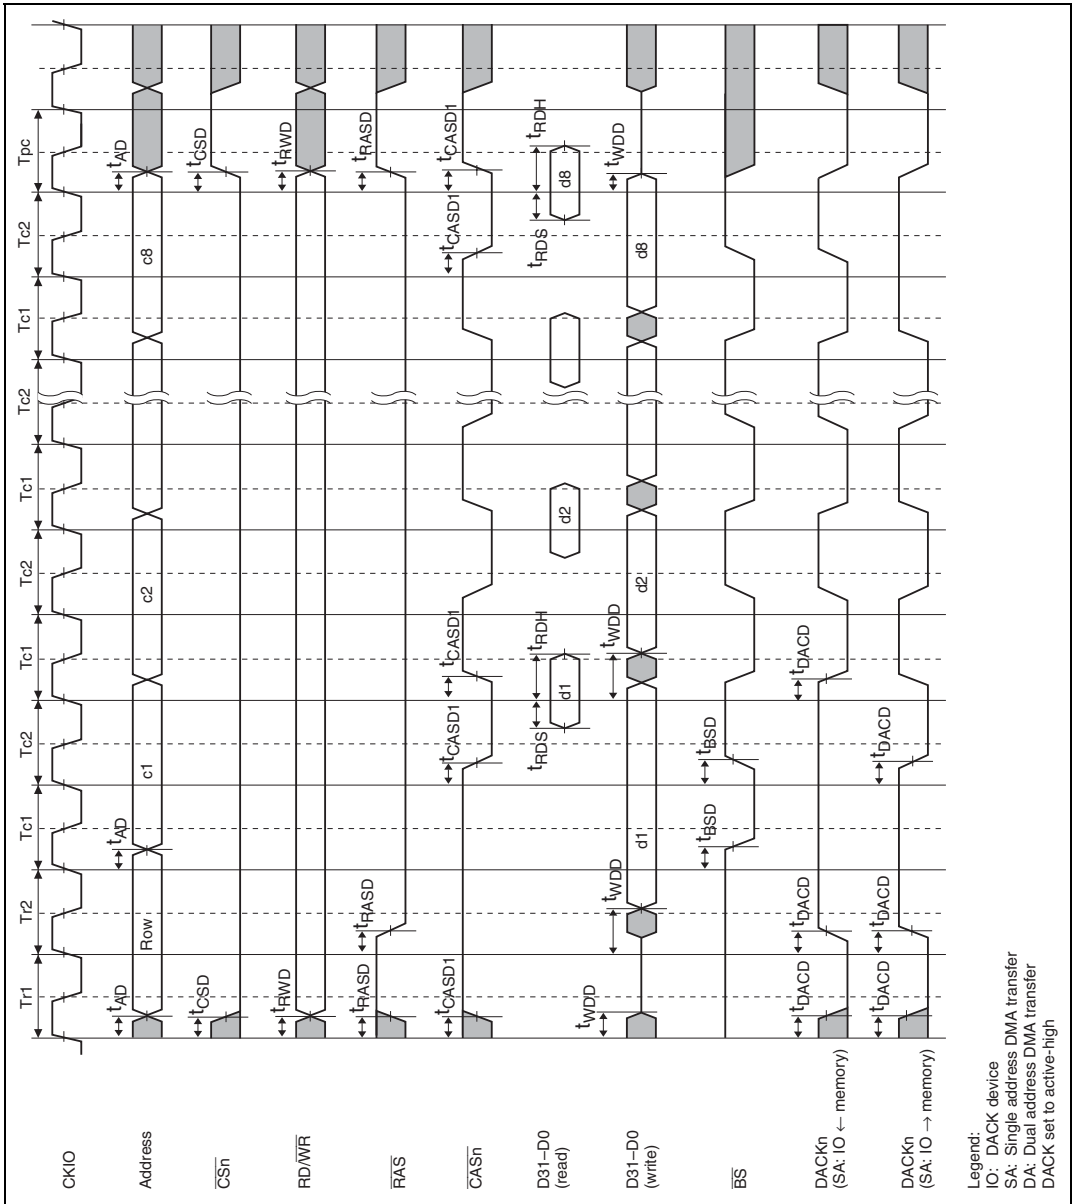 Tr1 Tr2 Tc1 Tc2 Tc1 Tc2 Tc1 Tc2 Tc1 Tc2 Tpc
CKIO
Address
tAD Row tAD c1 c2 c8 tAD
CSn
tCSD tCSD
RD/WR
tRWD tRWD
RAS
tRASD tRASD tRASD
CASn
tCASD1 tCASD1 tCASD1 tCASD1 tCASD1
D31–D0
(read)
tRDS d1 tRDH d2 tRDS d8 tRDH
D31–D0
(write)
tWDD tWDD d1 tWDD d2 d8 tWDD
BS
tBSD tBSD
DACKn
(SA: IO ← memory)
tDACD tDACD tDACD
DACKn
(SA: IO → memory)
tDACD tDACD tDACD
Legend:
IO: DACK device
SA: Single address DMA transfer
DA: Dual address DMA transfer
DACK set to active-high